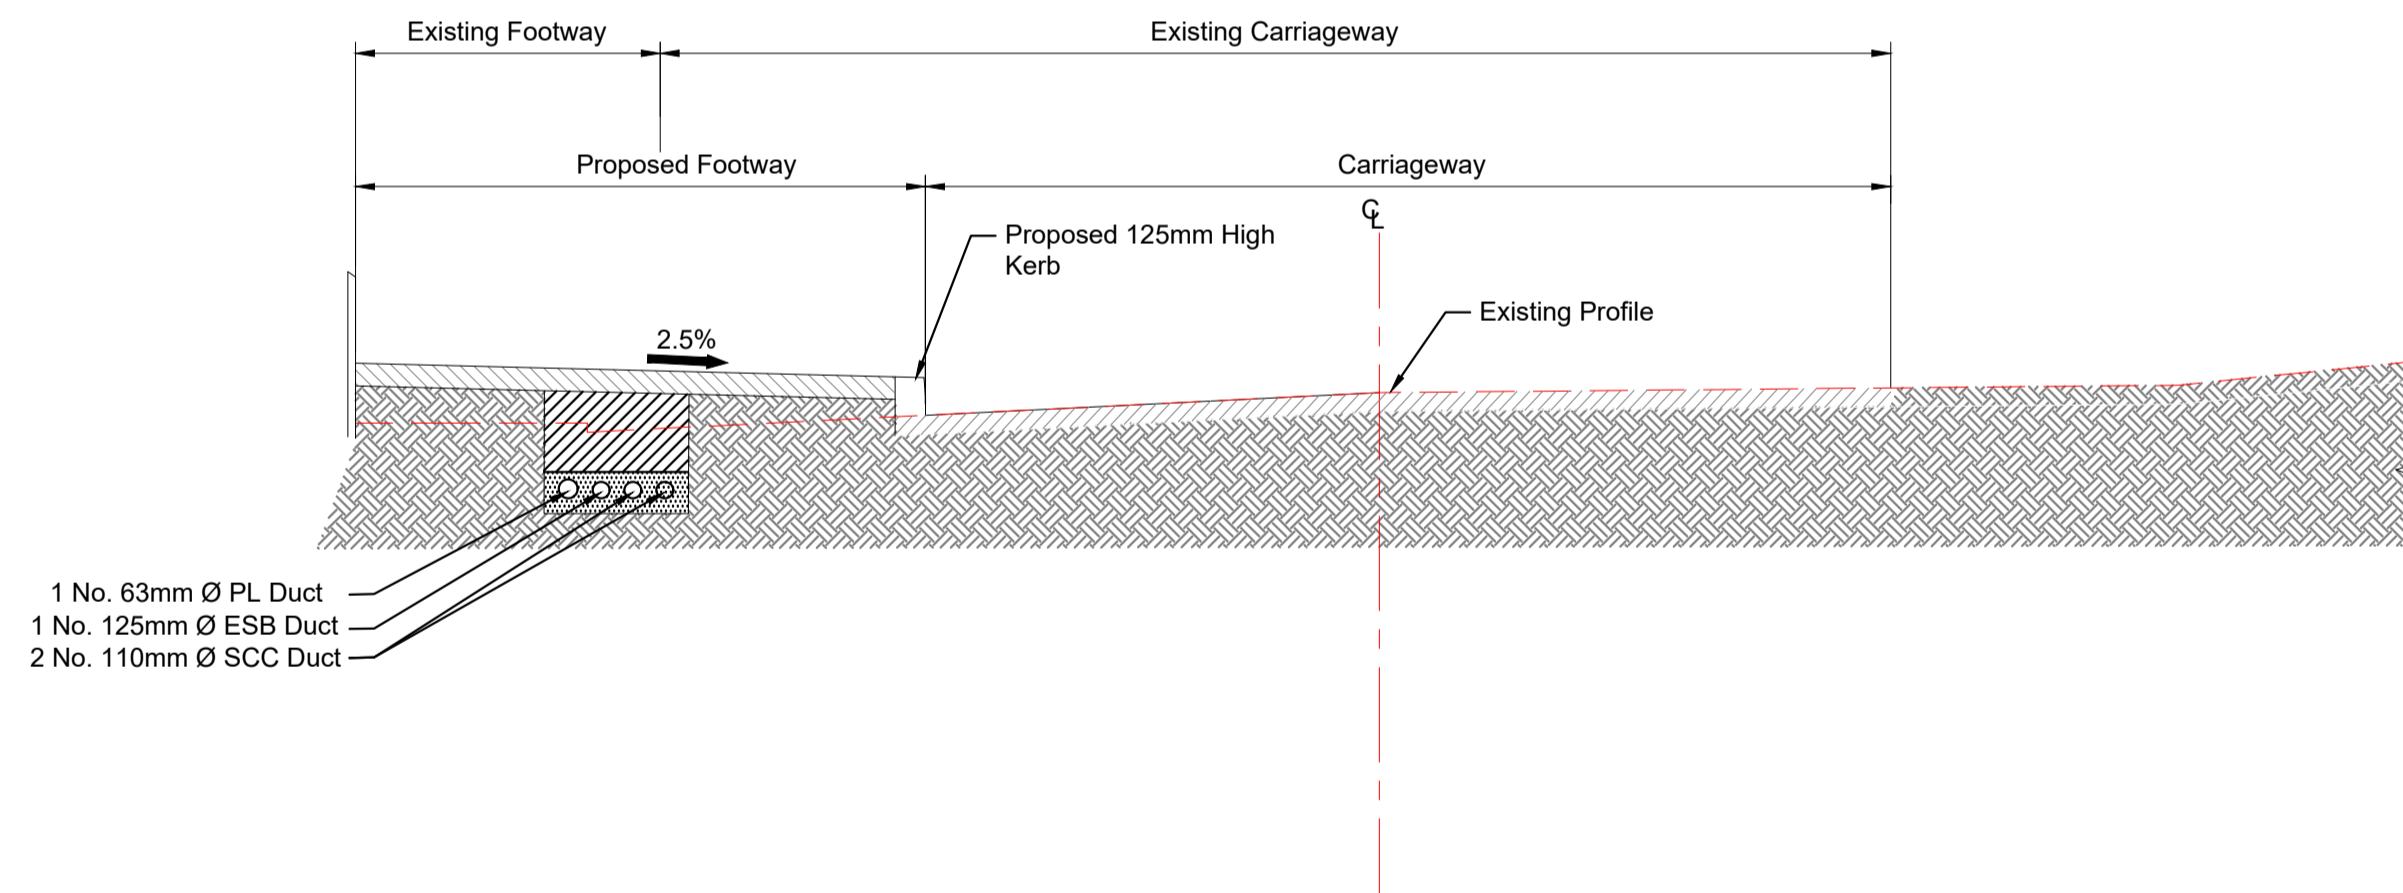 Existing Footway
Existing Carriageway
Proposed Footway
Carriageway
℄
Proposed 125mm High
Kerb
Existing Profile
2.5%
1 No. 63mm Ø PL Duct
1 No. 125mm Ø ESB Duct
2 No. 110mm Ø SCC Duct